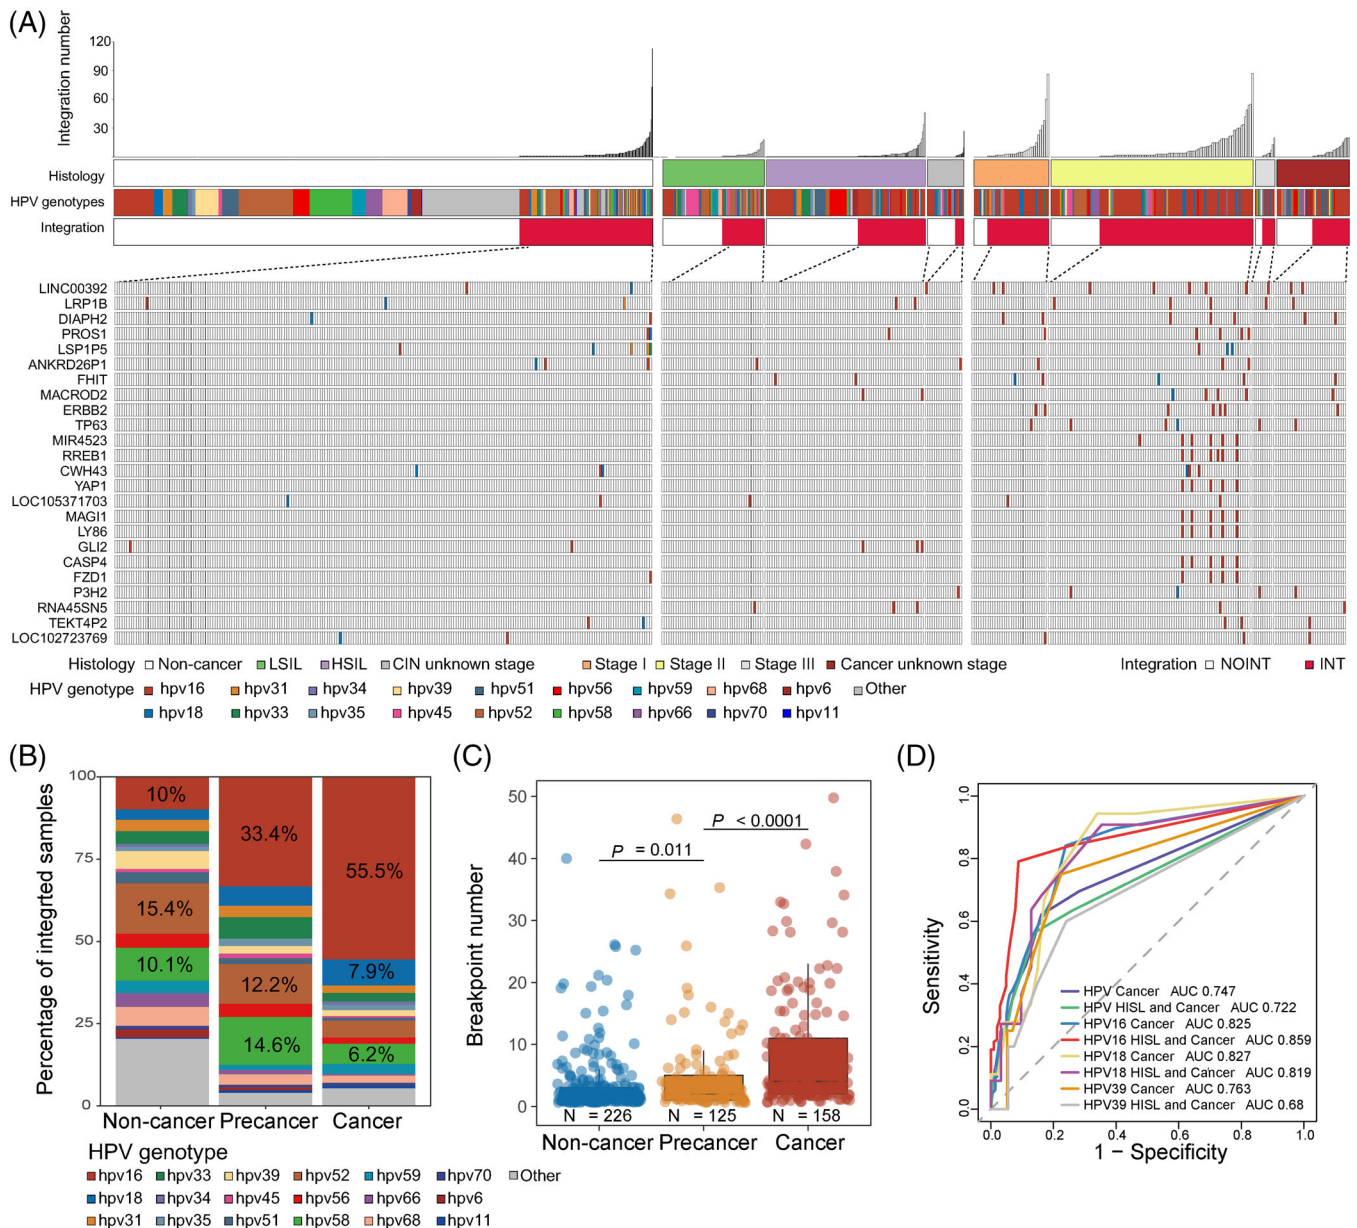 (A)
Integration number
120
90
60
30
Histology
HPV genotypes
Integration
LINC00392
LRP1B
DIAPH2
PROS1
LSP1P5
ANKRD26P1
FHIT
MACROD2
ERBB2
TP63
MIR4523
RREB1
CWH43
YAP1
LOC105371703
MAGI1
LY86
GLI2
CASP4
FZD1
P3H2
RNA45SN5
TEKT4P2
LOC102723769
Histology Non-cancer LSIL HSIL CIN unknown stage Stage I Stage II Stage III Cancer unknown stage Integration NOINT INT
HPV genotype hpv16 hpv31 hpv34 hpv39 hpv51 hpv56 hpv59 hpv68 hpv6 Other
hpv18 hpv33 hpv35 hpv45 hpv52 hpv58 hpv66 hpv70 hpv11
(B)
Percentage of integrted samples
100
75
50
25
0
10%
15.4%
10.1%
33.4%
12.2%
14.6%
55.5%
7.9%
6.2%
Non-cancer Precancer Cancer
HPV genotype
hpv16 hpv33 hpv39 hpv52 hpv59 hpv70 Other
hpv18 hpv34 hpv45 hpv56 hpv66 hpv6
hpv31 hpv35 hpv51 hpv58 hpv68 hpv11
(C)
Breakpoint number
50
40
30
20
10
0
P = 0.011
P < 0.0001
N = 226 N = 125 N = 158
Non-cancer Precancer Cancer
(D)
Sensitivity
1.0
0.8
0.6
0.4
0.2
0.0
HPV Cancer AUC 0.747
HPV HISL and Cancer AUC 0.722
HPV16 Cancer AUC 0.825
HPV16 HISL and Cancer AUC 0.859
HPV18 Cancer AUC 0.827
HPV18 HISL and Cancer AUC 0.819
HPV39 Cancer AUC 0.763
HPV39 HISL and Cancer AUC 0.68
0.0 0.2 0.4 0.6 0.8 1.0
1 − Specificity